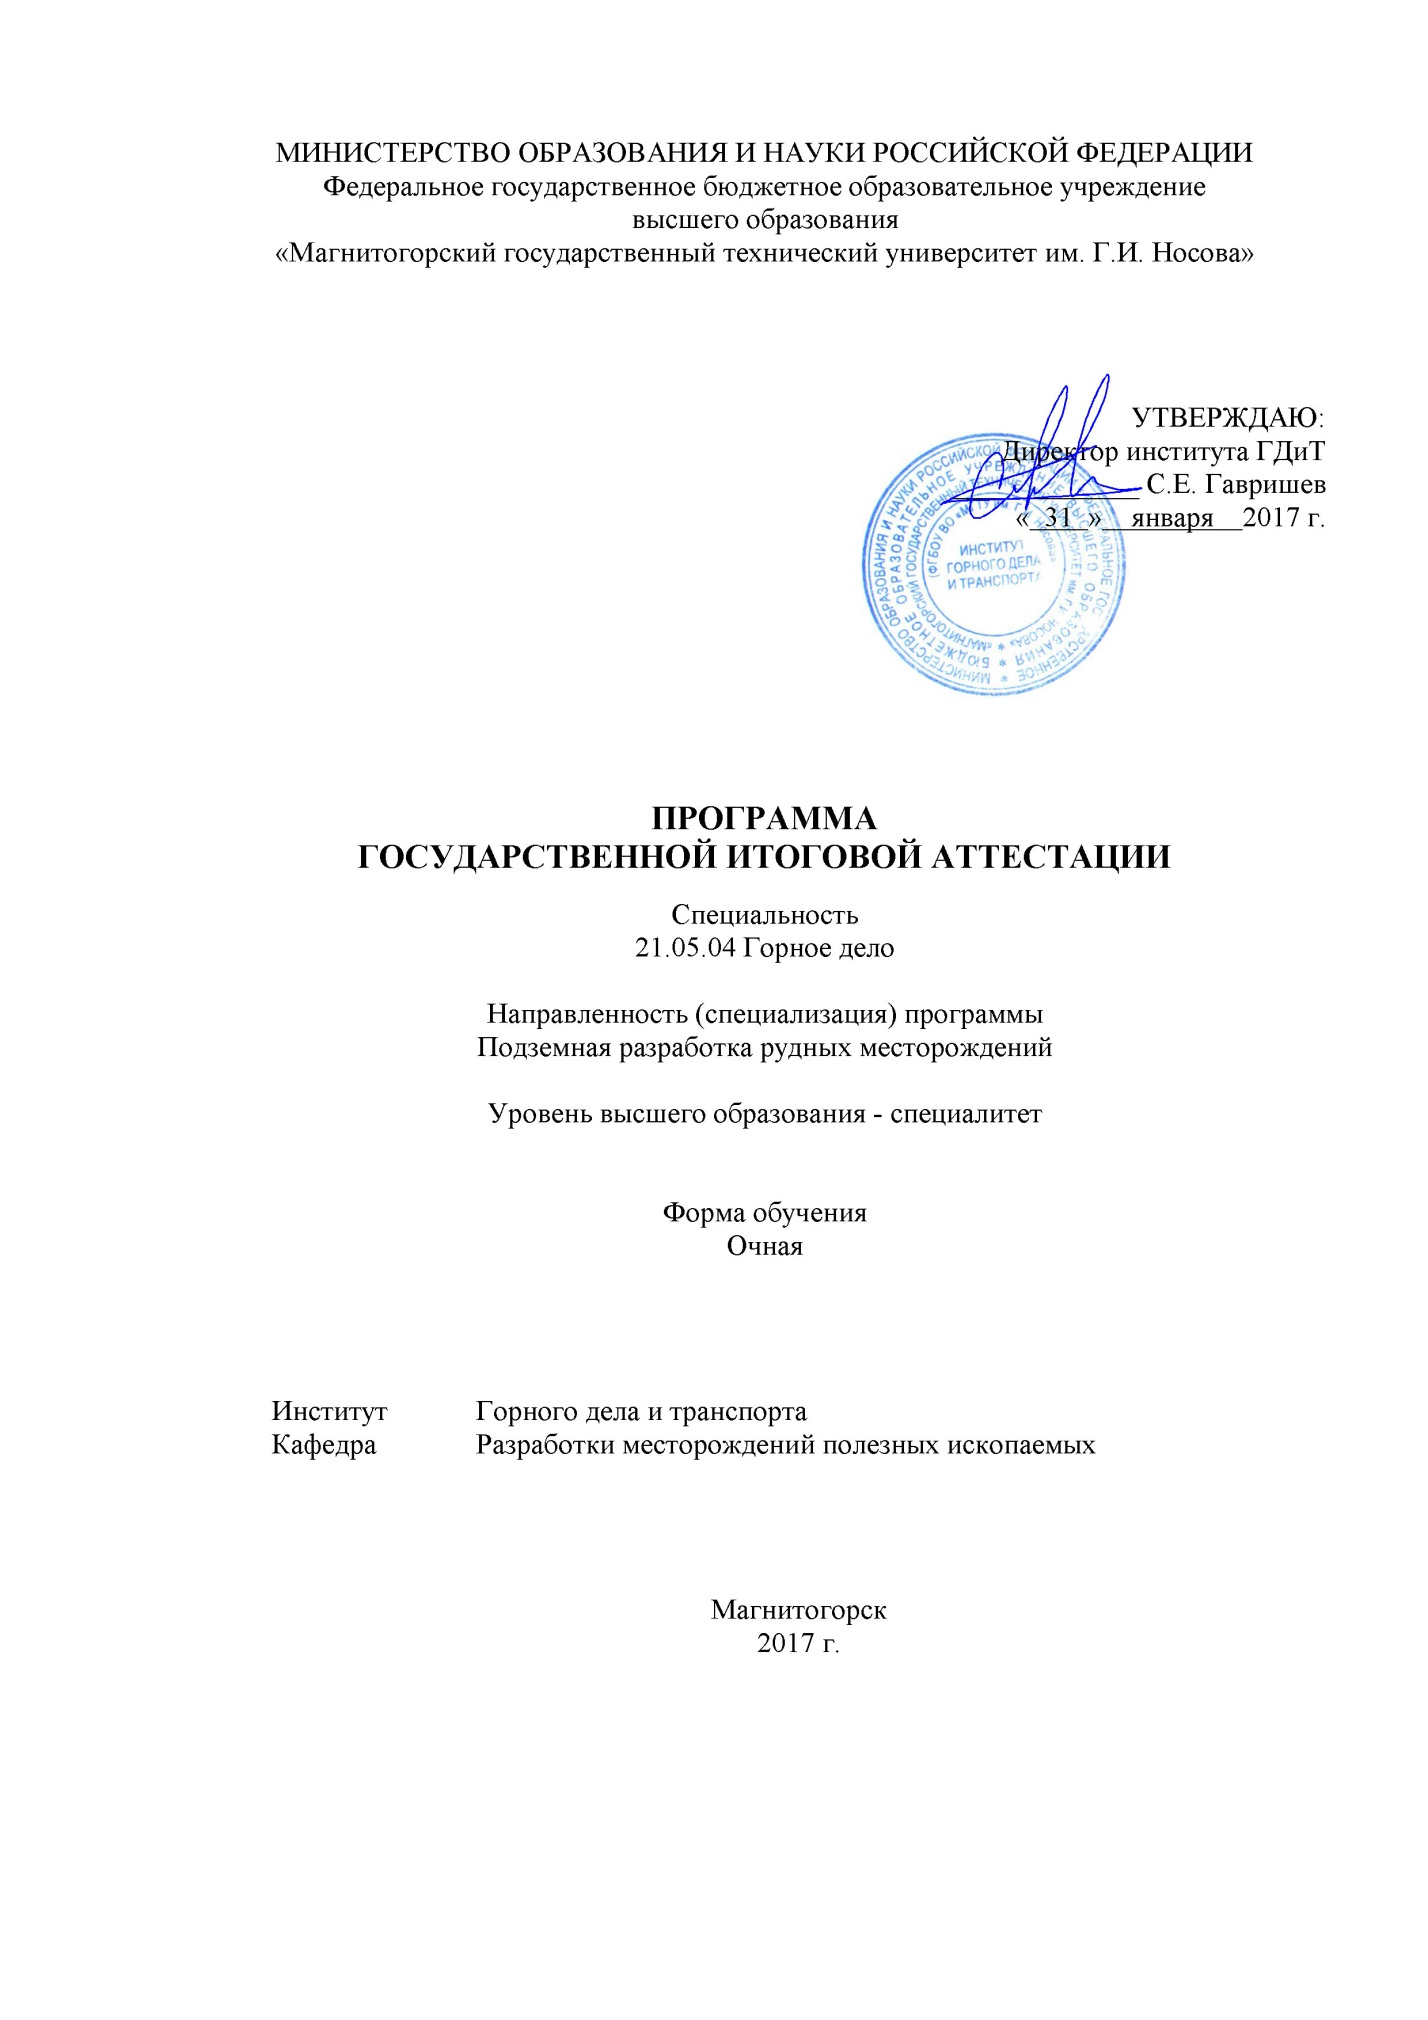 МИНИСТЕРСТВО ОБРАЗОВАНИЯ И НАУКИ РОССИЙСКОЙ ФЕДЕРАЦИИ
Федеральное государственное бюджетное образовательное учреждение
высшего образования
«Магнитогорский государственный технический университет им. Г.И. Носова»
УТВЕРЖДАЮ:
Директор института ГДиТ
С.Е. Гавришев
«_31_»__января__2017 г.
ИНСТИТУТ
ГОРНОГО ДЕЛА
И ТРАНСПОРТА
ПРОГРАММА
ГОСУДАРСТВЕННОЙ ИТОГОВОЙ АТТЕСТАЦИИ
Специальность
21.05.04 Горное дело
Направленность (специализация) программы
Подземная разработка рудных месторождений
Уровень высшего образования - специалитет
Форма обучения
Очная
Институт Горного дела и транспорта
Кафедра Разработки месторождений полезных ископаемых
Магнитогорск
2017 г.